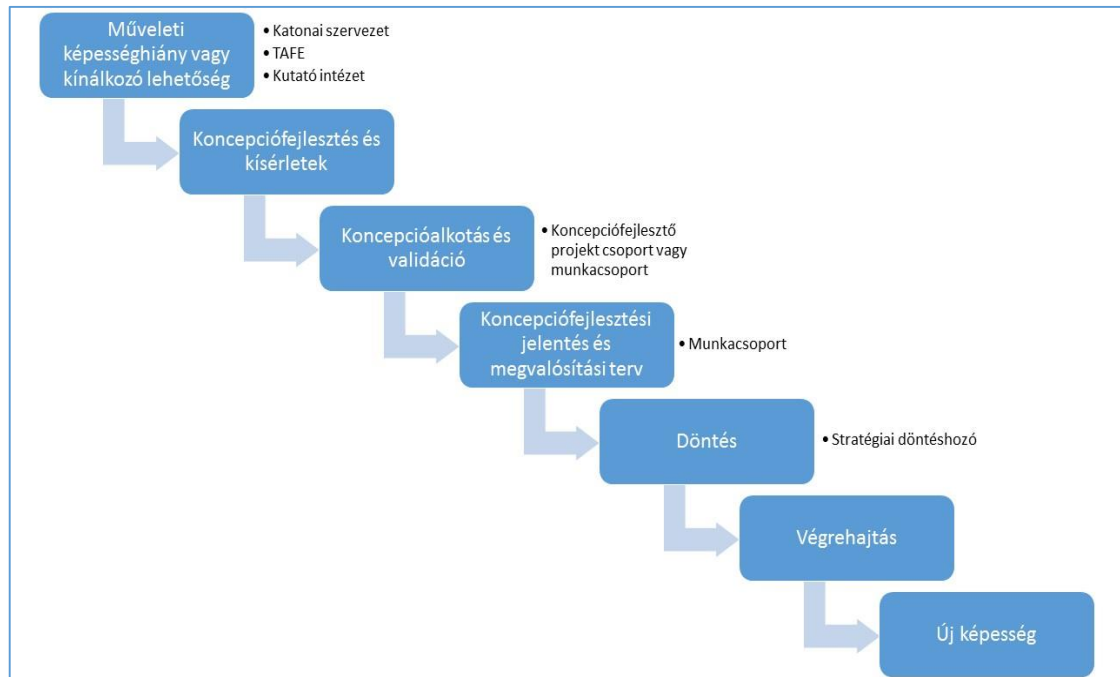 Műveleti
képességhiány vagy
kínálkozó lehetőség
• Katonai szervezet
• TAFE
• Kutató intézet
Koncepciófejlesztés és
kísérletek
Koncepcióalkotás és
validáció
• Koncepciófejlesztő
projekt csoport vagy
munkacsoport
Koncepciófejlesztési
jelentés és
megvalósítási terv
• Munkacsoport
Döntés
• Stratégiai döntéshozó
Végrehajtás
Új képesség